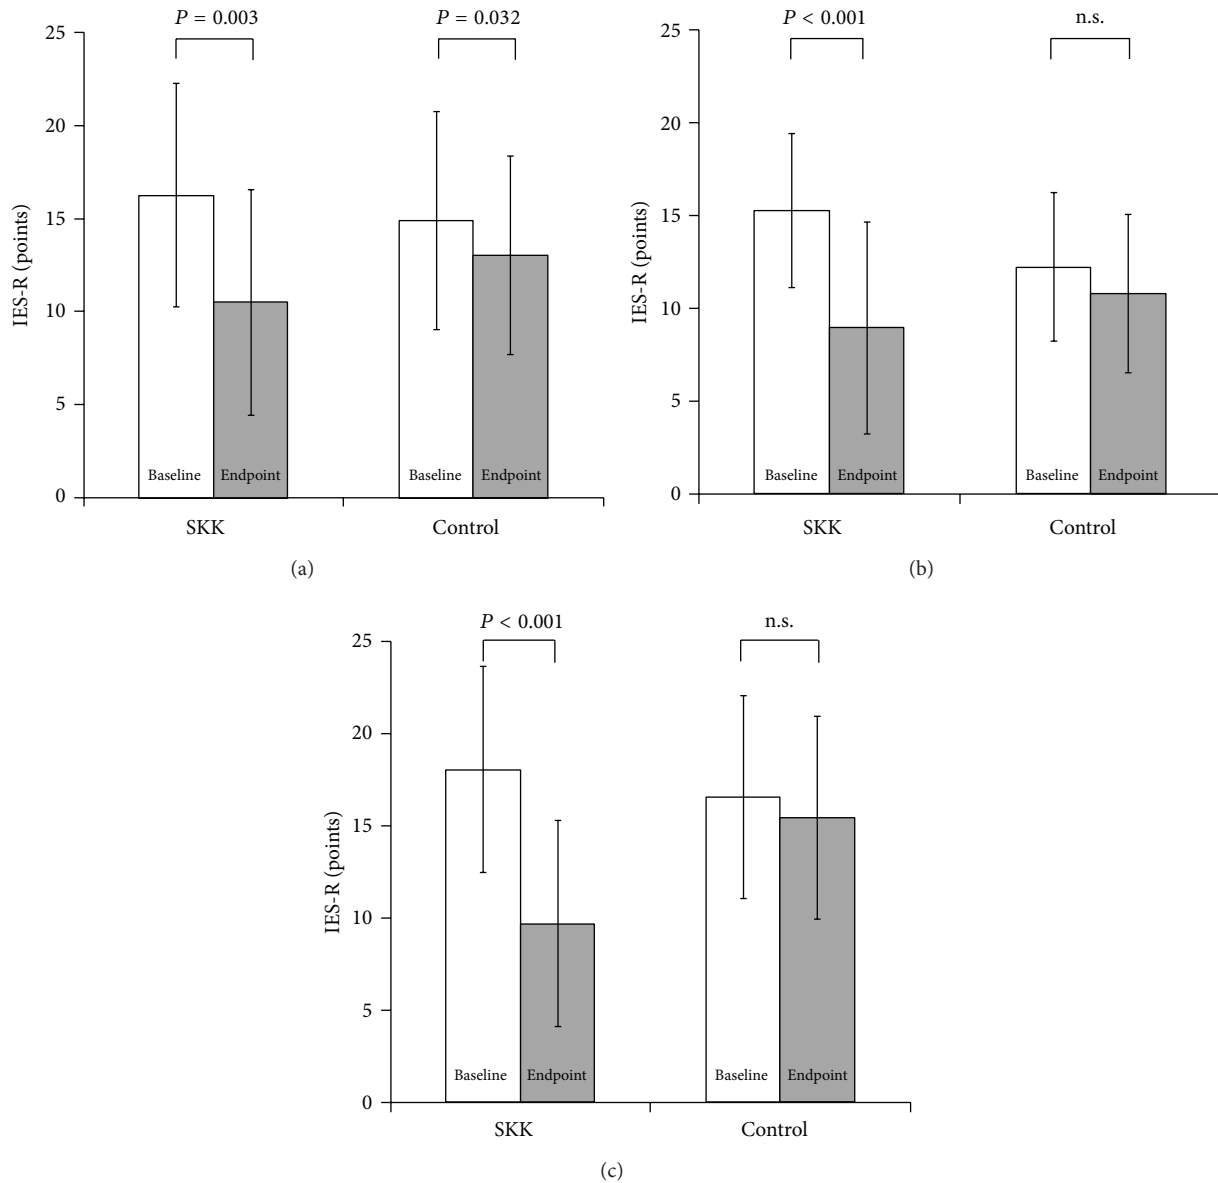 P = 0.003
P = 0.032
25
20
15
10
5
0
IES-R (points)
Baseline
Endpoint
Baseline
Endpoint
SKK
Control
(a)
P < 0.001
n.s.
25
20
15
10
5
0
IES-R (points)
Baseline
Endpoint
Baseline
Endpoint
SKK
Control
(b)
P < 0.001
n.s.
25
20
15
10
5
0
IES-R (points)
Baseline
Endpoint
Baseline
Endpoint
SKK
Control
(c)